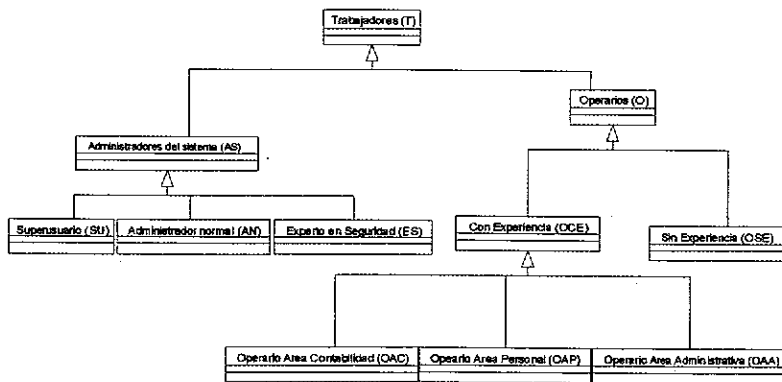 Trabajadores (T)
Operarios (O)
Administradores del sistema (AS)
Superusuario (SU)
Administrador normal (AN)
Experto en Seguridad (ES)
Con Experiencia (OCE)
Sin Experiencia (OSE)
Operario Area Contabilidad (OAC)
Operario Area Personal (OAP)
Operario Area Administrativa (OAA)